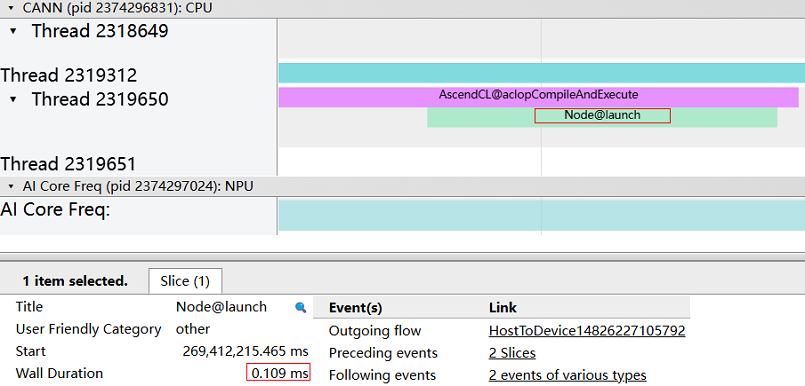 CANN (pid 2374296831): CPU
Thread 2318649
Thread 2319312
Thread 2319650
AscendCL@aclopCompileAndExecute
Node@launch
Thread 2319651
AI Core Freq (pid 2374297024): NPU
AI Core Freq:
1 item selected. Slice (1)
Title Node@launch Event(s) Link
User Friendly Category other Outgoing flow HostToDevice14826227105792
Start 269,412,215.465 ms Preceding events 2 Slices
Wall Duration 0.109 ms Following events 2 events of various types